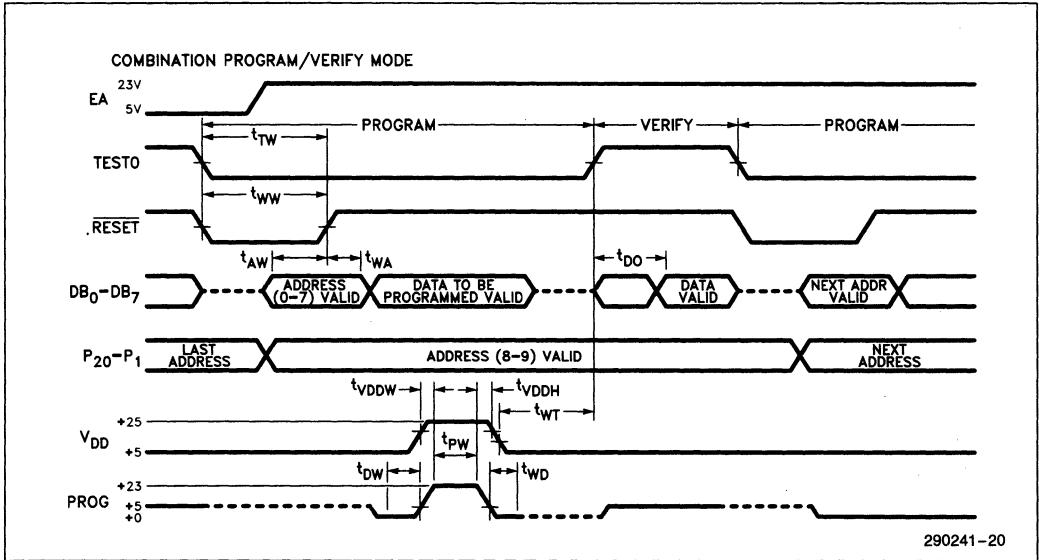 COMBINATION PROGRAM/VERIFY MODE
EA 23V
5V
PROGRAM VERIFY PROGRAM
tTW
TEST0
tWW
.RESET
tAW tWA tDO
DB0-DB7 ADDRESS (0-7) VALID DATA TO BE PROGRAMMED VALID DATA VALID NEXT ADDR VALID
P20-P1 LAST ADDRESS ADDRESS (8-9) VALID NEXT ADDRESS
tVDDW tVDDH
tWT
VDD +25
+5
tPW
tDW tWD
PROG +23
+5
+0
290241-20